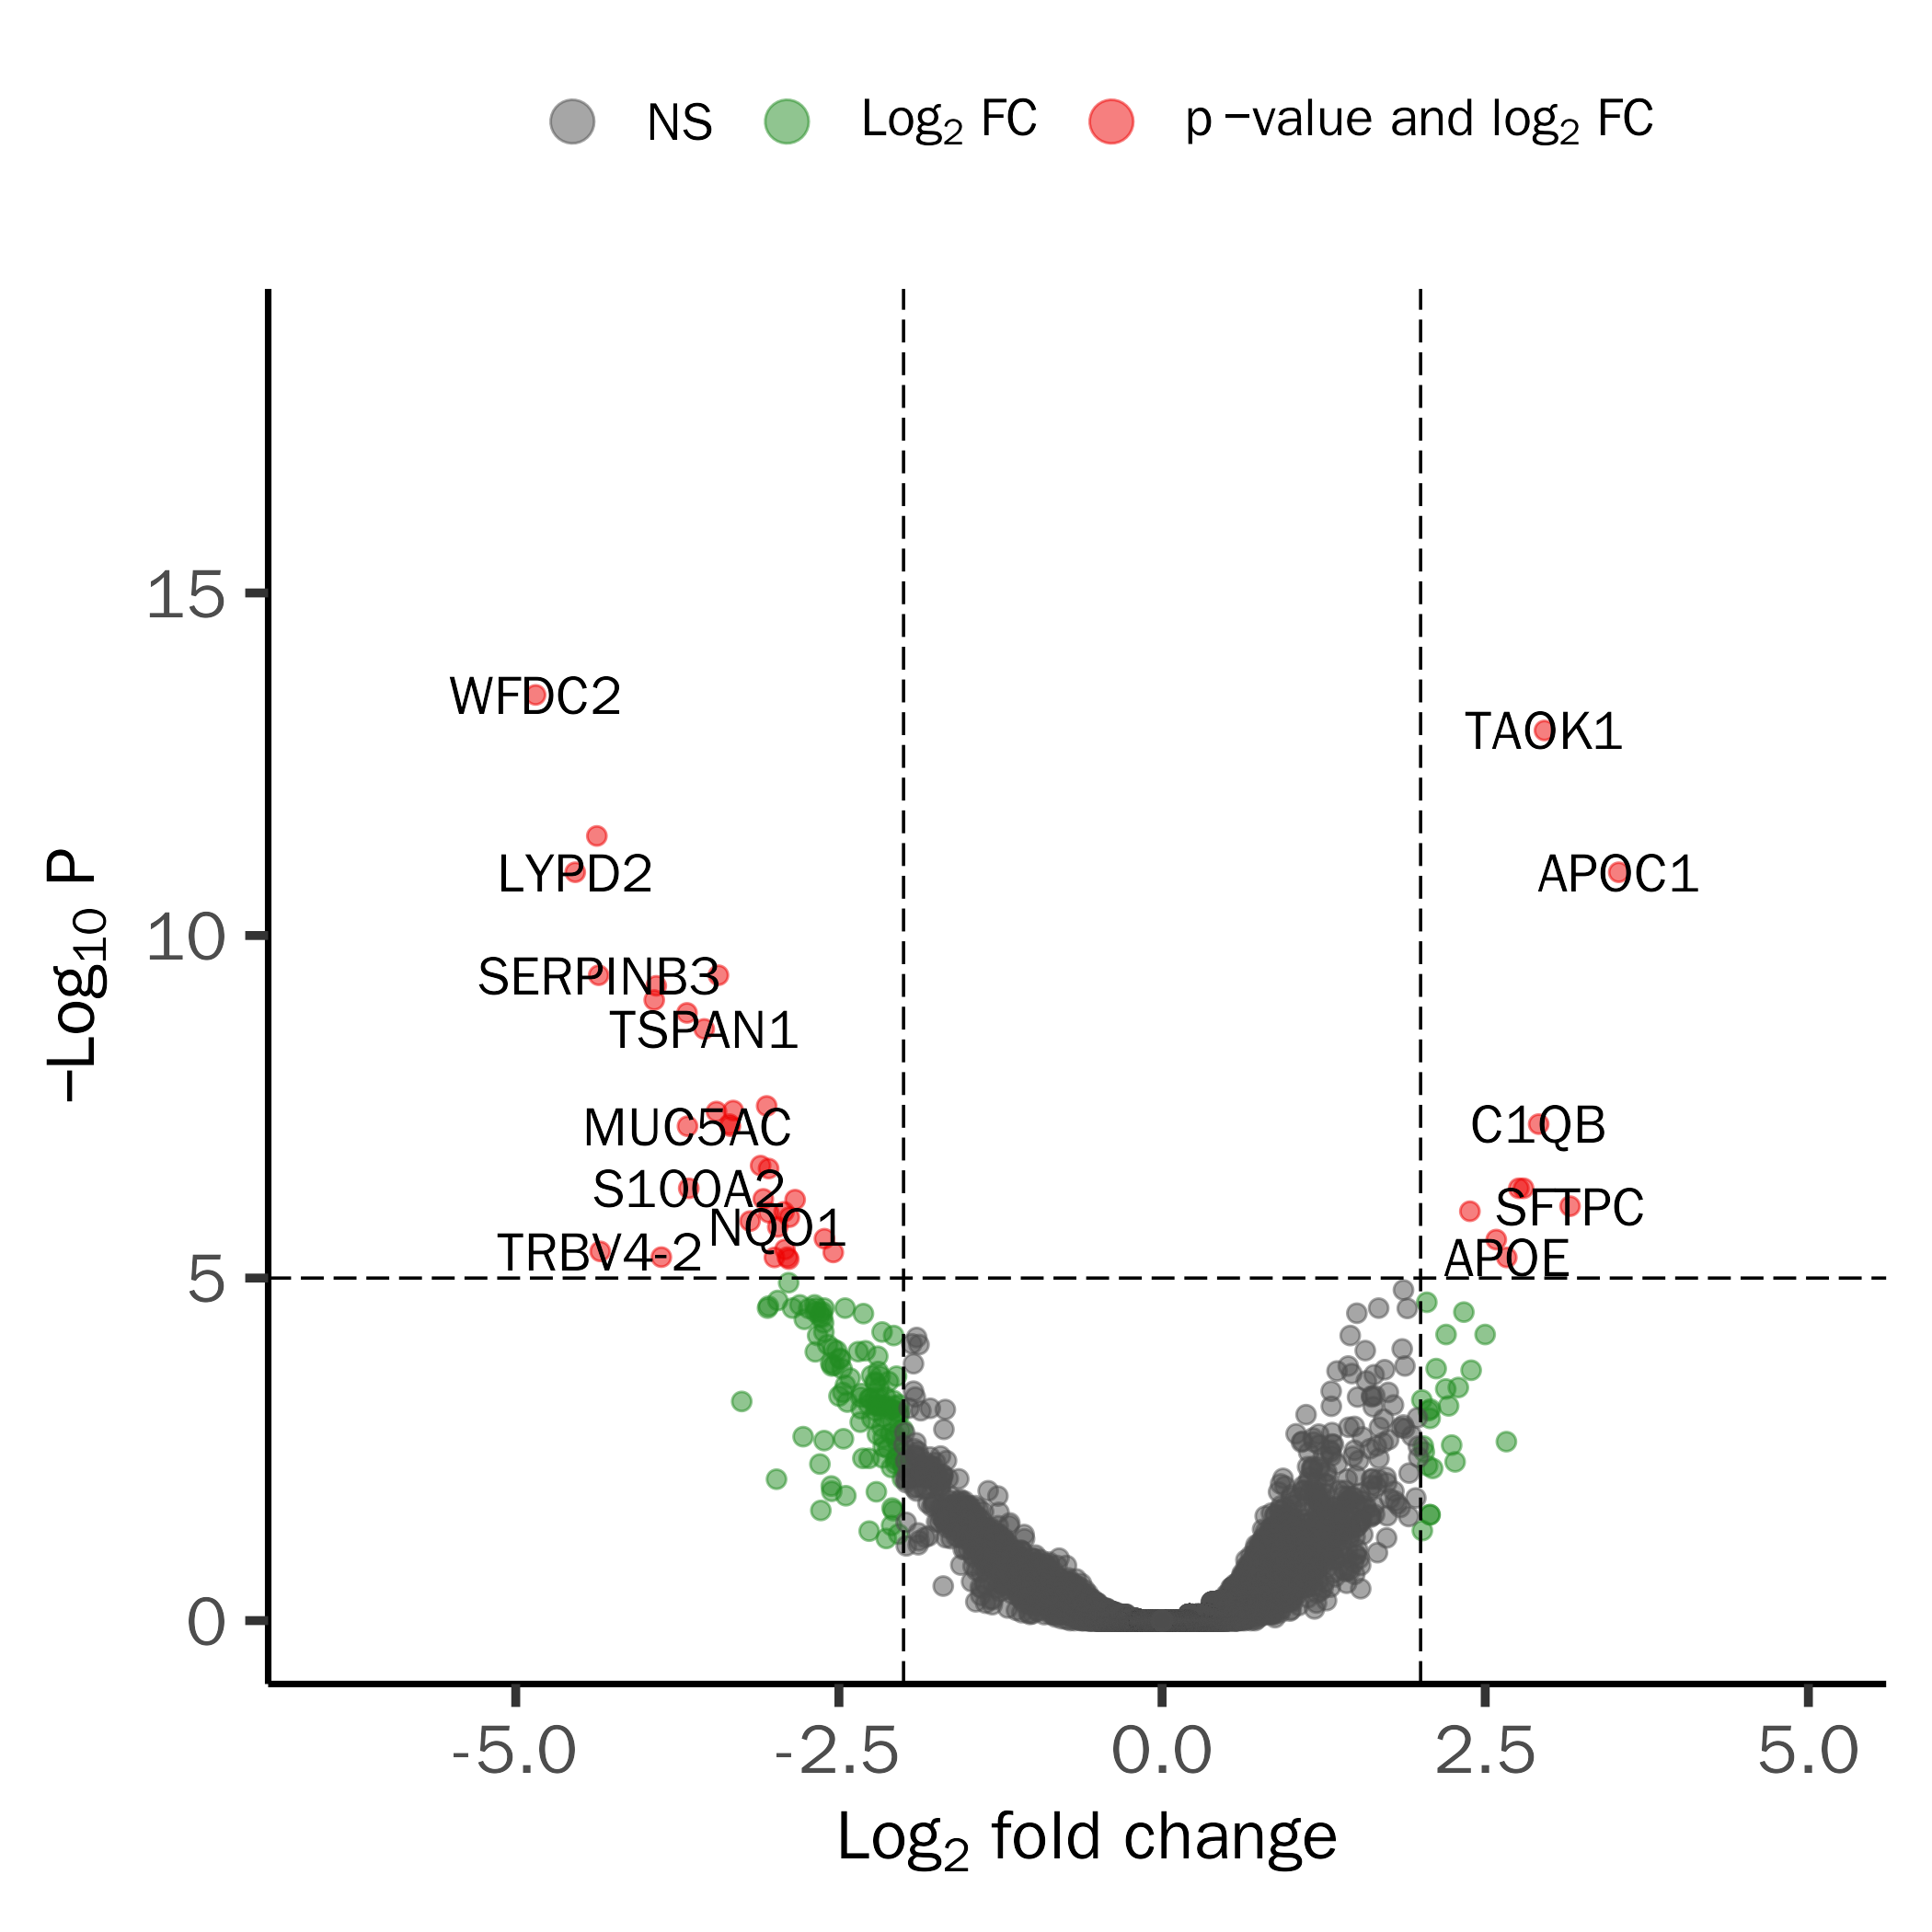 NS Log2 FC p −value and log2 FC
−Log10 P
15
10
5
0
WFDC2
TAOK1
LYPD2
APOC1
SERPINB3
TSPAN1
MUC5AC
C1QB
S100A2
SFTPC
NQO1
TRBV4-2
APOE
-5.0 -2.5 0.0 2.5 5.0
Log2 fold change